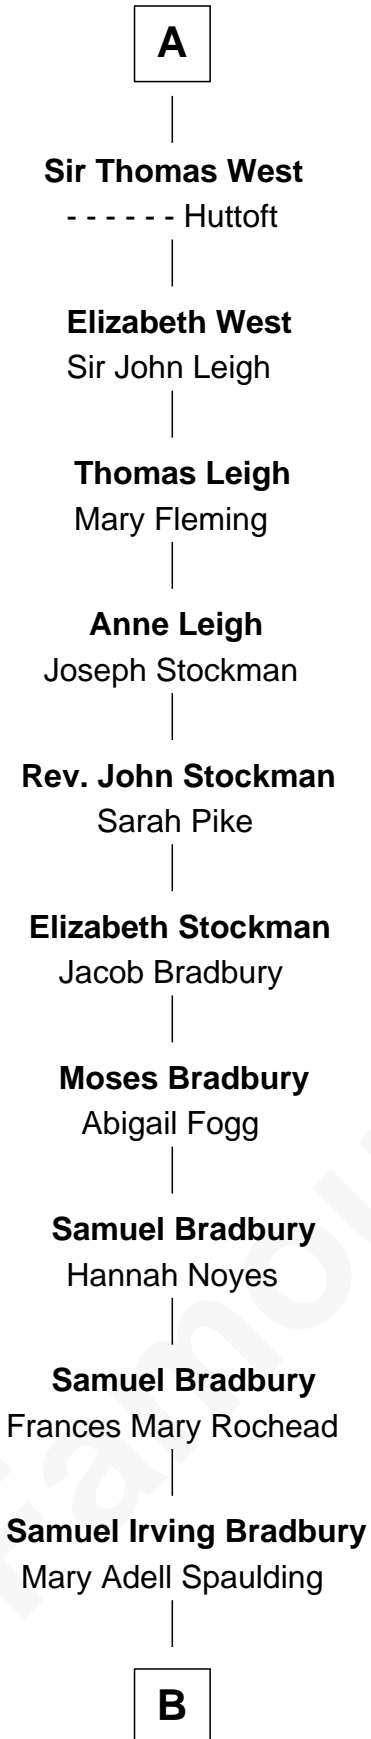 A
Sir Thomas West
- - - - - - Huttoft
Elizabeth West
Sir John Leigh
Thomas Leigh
Mary Fleming
Anne Leigh
Joseph Stockman
Rev. John Stockman
Sarah Pike
Elizabeth Stockman
Jacob Bradbury
Moses Bradbury
Abigail Fogg
Samuel Bradbury
Hannah Noyes
Samuel Bradbury
Frances Mary Rochead
Samuel Irving Bradbury
Mary Adell Spaulding
B